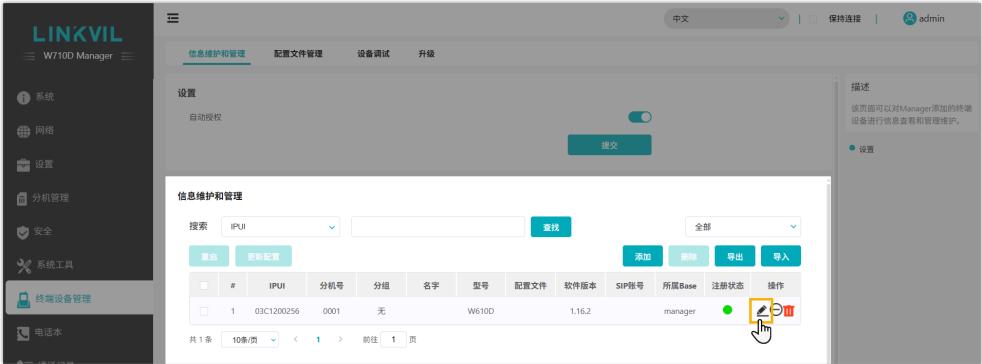 LINKVIL
W710D Manager
中文
保持连接
admin
系统
网络
设置
分机管理
安全
系统工具
终端设备管理
电话本
信息维护和管理 配置文件管理 设备调试 升级
设置
自动授权
提交
描述
该页面可以对Manager添加的终端
设备进行信息查看和管理维护。
设置
信息维护和管理
搜索 IPUI 查找 全部
重启 更新配置 添加 删除 导出 导入
# IPUI 分机号 分组 名字 型号 配置文件 软件版本 SIP账号 所属Base 注册状态 操作
1 03C1200256 0001 无 W610D 1.16.2 manager
共 1 条 10条/页 < 1 > 前往 1 页